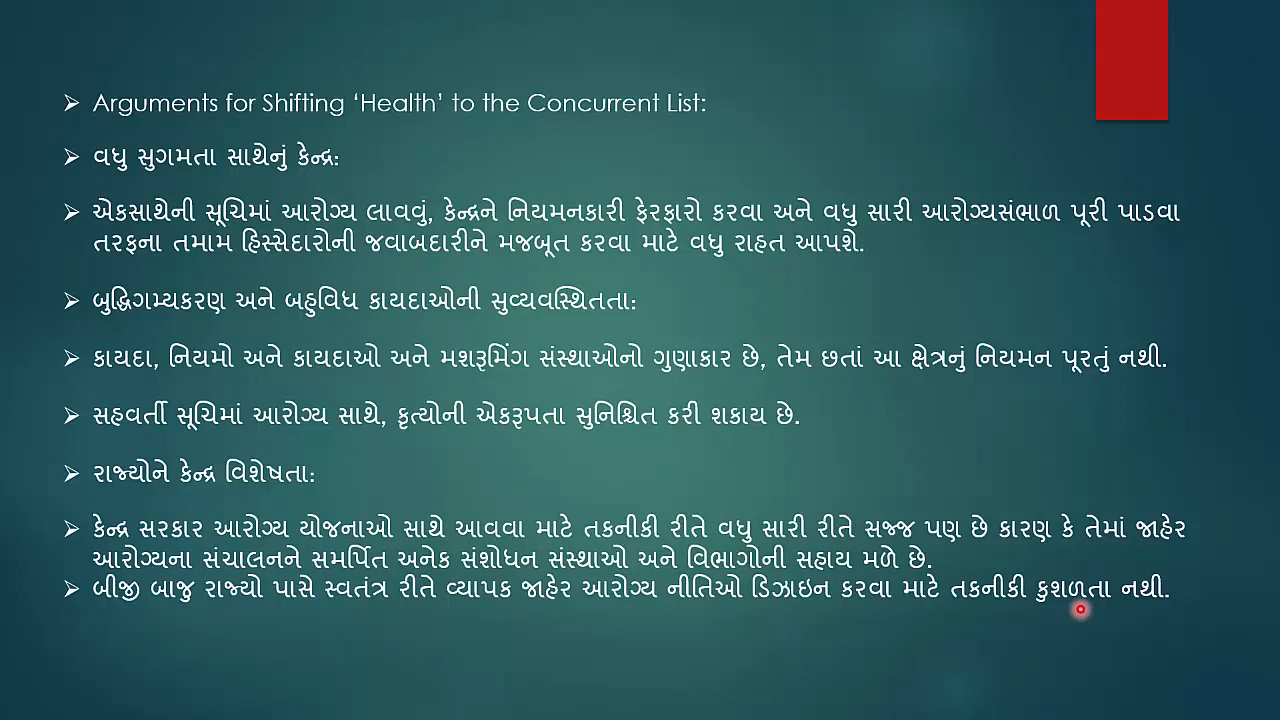 Arguments for Shifting ‘Health’ to the Concurrent List:
વધુ સુગમતા સાથેનું કેન્દ્ર:
એકસાથેની સૂચિમાં આરોગ્ય લાવવું, કેન્દ્રને નિયમનકારી ફેરફારો કરવા અને વધુ સારી આરોગ્યસંભાળ પૂરી પાડવા
તરફના તમામ હિસ્સેદારોની જવાબદારીને મજબૂત કરવા માટે વધુ રાહત આપશે.
બુદ્ધિગમ્યકરણ અને બહુવિધ કાયદાઓની સુવ્યવસ્થિતતા:
કાયદા, નિયમો અને કાયદાઓ અને મશરૂમિંગ સંસ્થાઓનો ગુણાકાર છે, તેમ છતાં આ ક્ષેત્રનું નિયમન પૂરતું નથી.
સહવર્તી સૂચિમાં આરોગ્ય સાથે, કૃત્યોની એકરૂપતા સુનિશ્ચિત કરી શકાય છે.
રાજ્યોને કેન્દ્ર વિશેષતા:
કેન્દ્ર સરકાર આરોગ્ય યોજનાઓ સાથે આવવા માટે તકનીકી રીતે વધુ સારી રીતે સજ્જ પણ છે કારણ કે તેમાં જાહેર
આરોગ્યના સંચાલનને સમર્પિત અનેક સંશોધન સંસ્થાઓ અને વિભાગોની સહાય મળે છે.
બીજી બાજુ રાજ્યો પાસે સ્વતંત્ર રીતે વ્યાપક જાહેર આરોગ્ય નીતિઓ ડિઝાઇન કરવા માટે તકનીકી કુશળતા નથી.